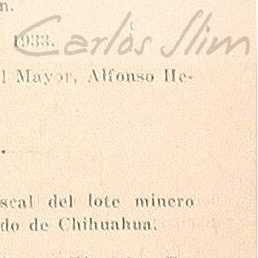 n.
1933.
Carlos Slim
l Mayor, Alfonso He-
scal del lote minero
do de Chihuahua.